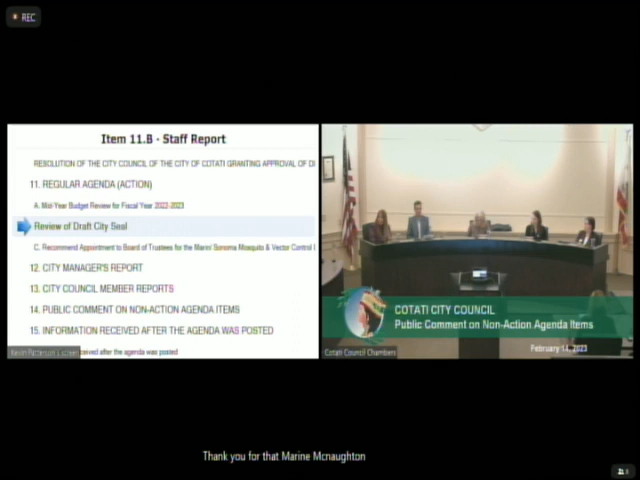 REC
Item 11.B - Staff Report
RESOLUTION OF THE CITY COUNCIL OF THE CITY OF COTATI GRANTING APPROVAL OF DI
11. REGULAR AGENDA (ACTION)
A. Mid-Year Budget Review for Fiscal Year 2022-2023
Review of Draft City Seal
C. Recommend Appointment to Board of Trustees for the Marin/ Sonoma Mosquito & Vector Control
12. CITY MANAGER'S REPORT
13. CITY COUNCIL MEMBER REPORTS
14. PUBLIC COMMENT ON NON-ACTION AGENDA ITEMS
15. INFORMATION RECEIVED AFTER THE AGENDA WAS POSTED
Kevin Patterson
ceived after the agenda was posted
COTATI CITY COUNCIL
Public Comment on Non-Action Agenda Items
February 14, 2023
Cotati Council Chambers
Thank you for that Marine Mcnaughton